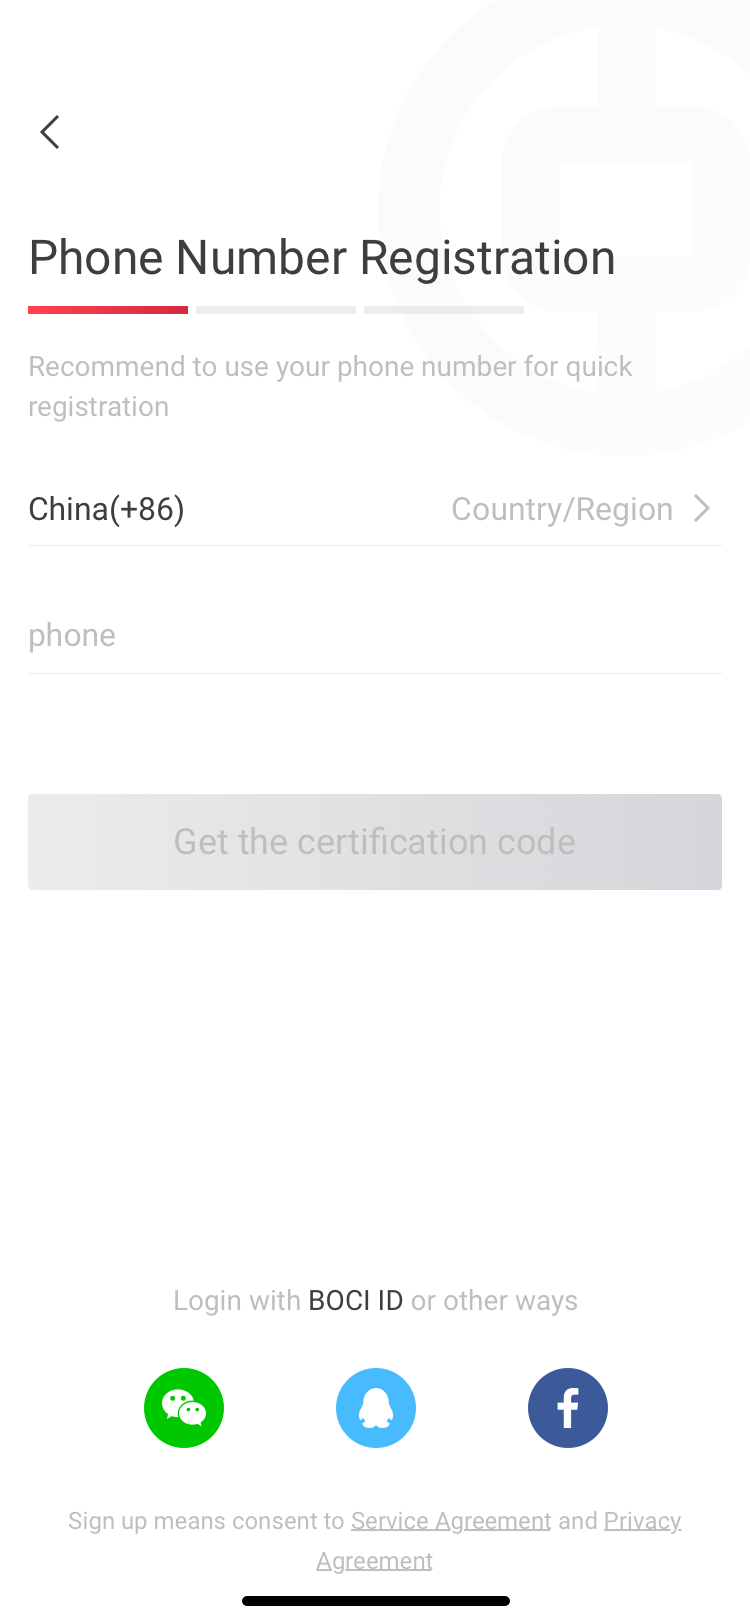 Phone Number Registration
Recommend to use your phone number for quick
registration
China(+86)
Country/Region
phone
Get the certification code
Login with BOCI ID or other ways
Sign up means consent to Service Agreement and Privacy
Agreement